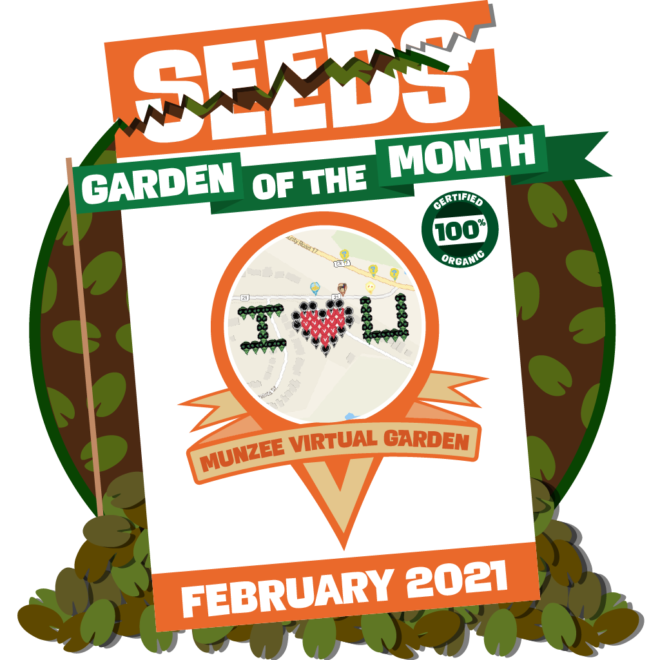 SEEDS
GARDEN OF THE MONTH
CERTIFIED
100%
ORGANIC
I U
MUNZEE VIRTUAL GARDEN
FEBRUARY 2021